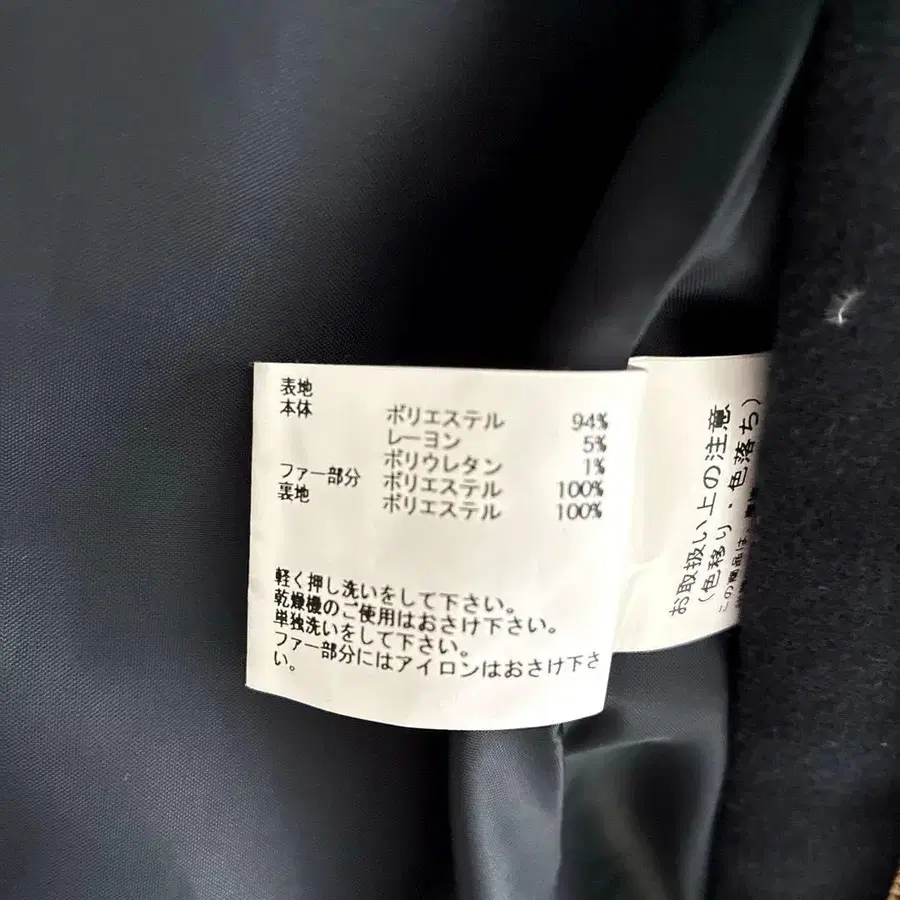 表地
本体 ポリエステル 94%
レーヨン 5%
ポリウレタン 1%
ファー部分 ポリエステル 100%
裏地 ポリエステル 100%
軽く押し洗いをして下さい。
乾燥機のご使用はおさけ下さい。
単独洗いをして下さい。
ファー部分にはアイロンはおさけ下さ
い。
お取扱い上の注意
(色移り・色落ち)
この商品は、